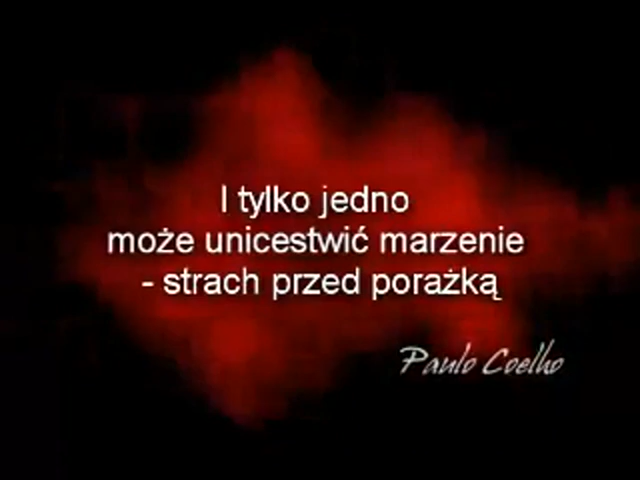 I tylko jedno
może unicestwić marzenie
- strach przed porażką
Paulo Coelho